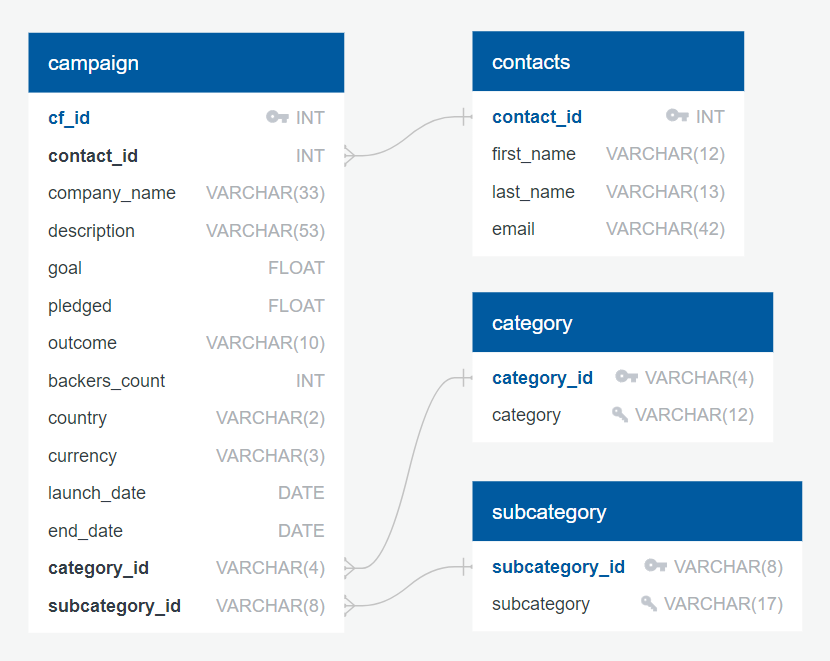 campaign
cf_id INT
contact_id INT
company_name VARCHAR(33)
description VARCHAR(53)
goal FLOAT
pledged FLOAT
outcome VARCHAR(10)
backers_count INT
country VARCHAR(2)
currency VARCHAR(3)
launch_date DATE
end_date DATE
category_id VARCHAR(4)
subcategory_id VARCHAR(8)
contacts
contact_id INT
first_name VARCHAR(12)
last_name VARCHAR(13)
email VARCHAR(42)
category
category_id VARCHAR(4)
category VARCHAR(12)
subcategory
subcategory_id VARCHAR(8)
subcategory VARCHAR(17)